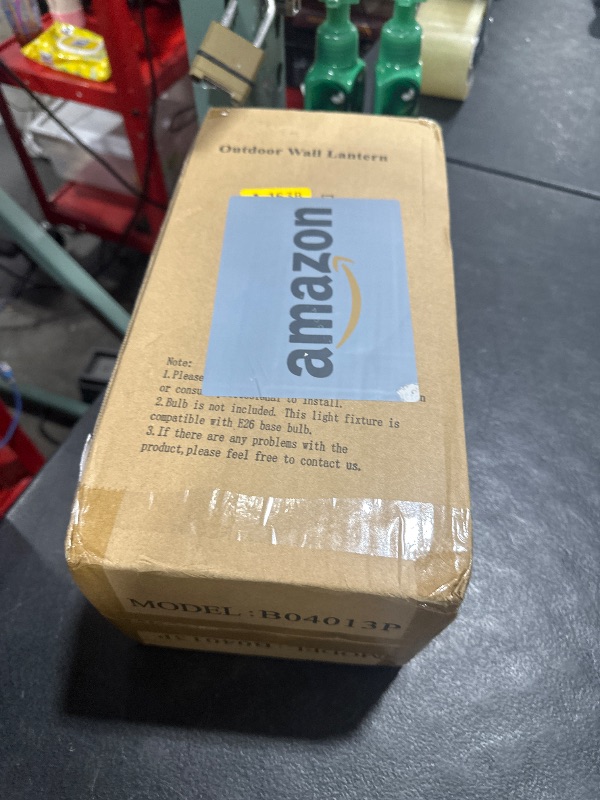 Outdoor Wall Lantern
amazon
Note:
1.Please
or consu to install.
2.Bulb is not included. This light fixture is
compatible with E26 base bulb.
3.If there are any problems with the
product,please feel free to contact us.
MODEL:B04013P